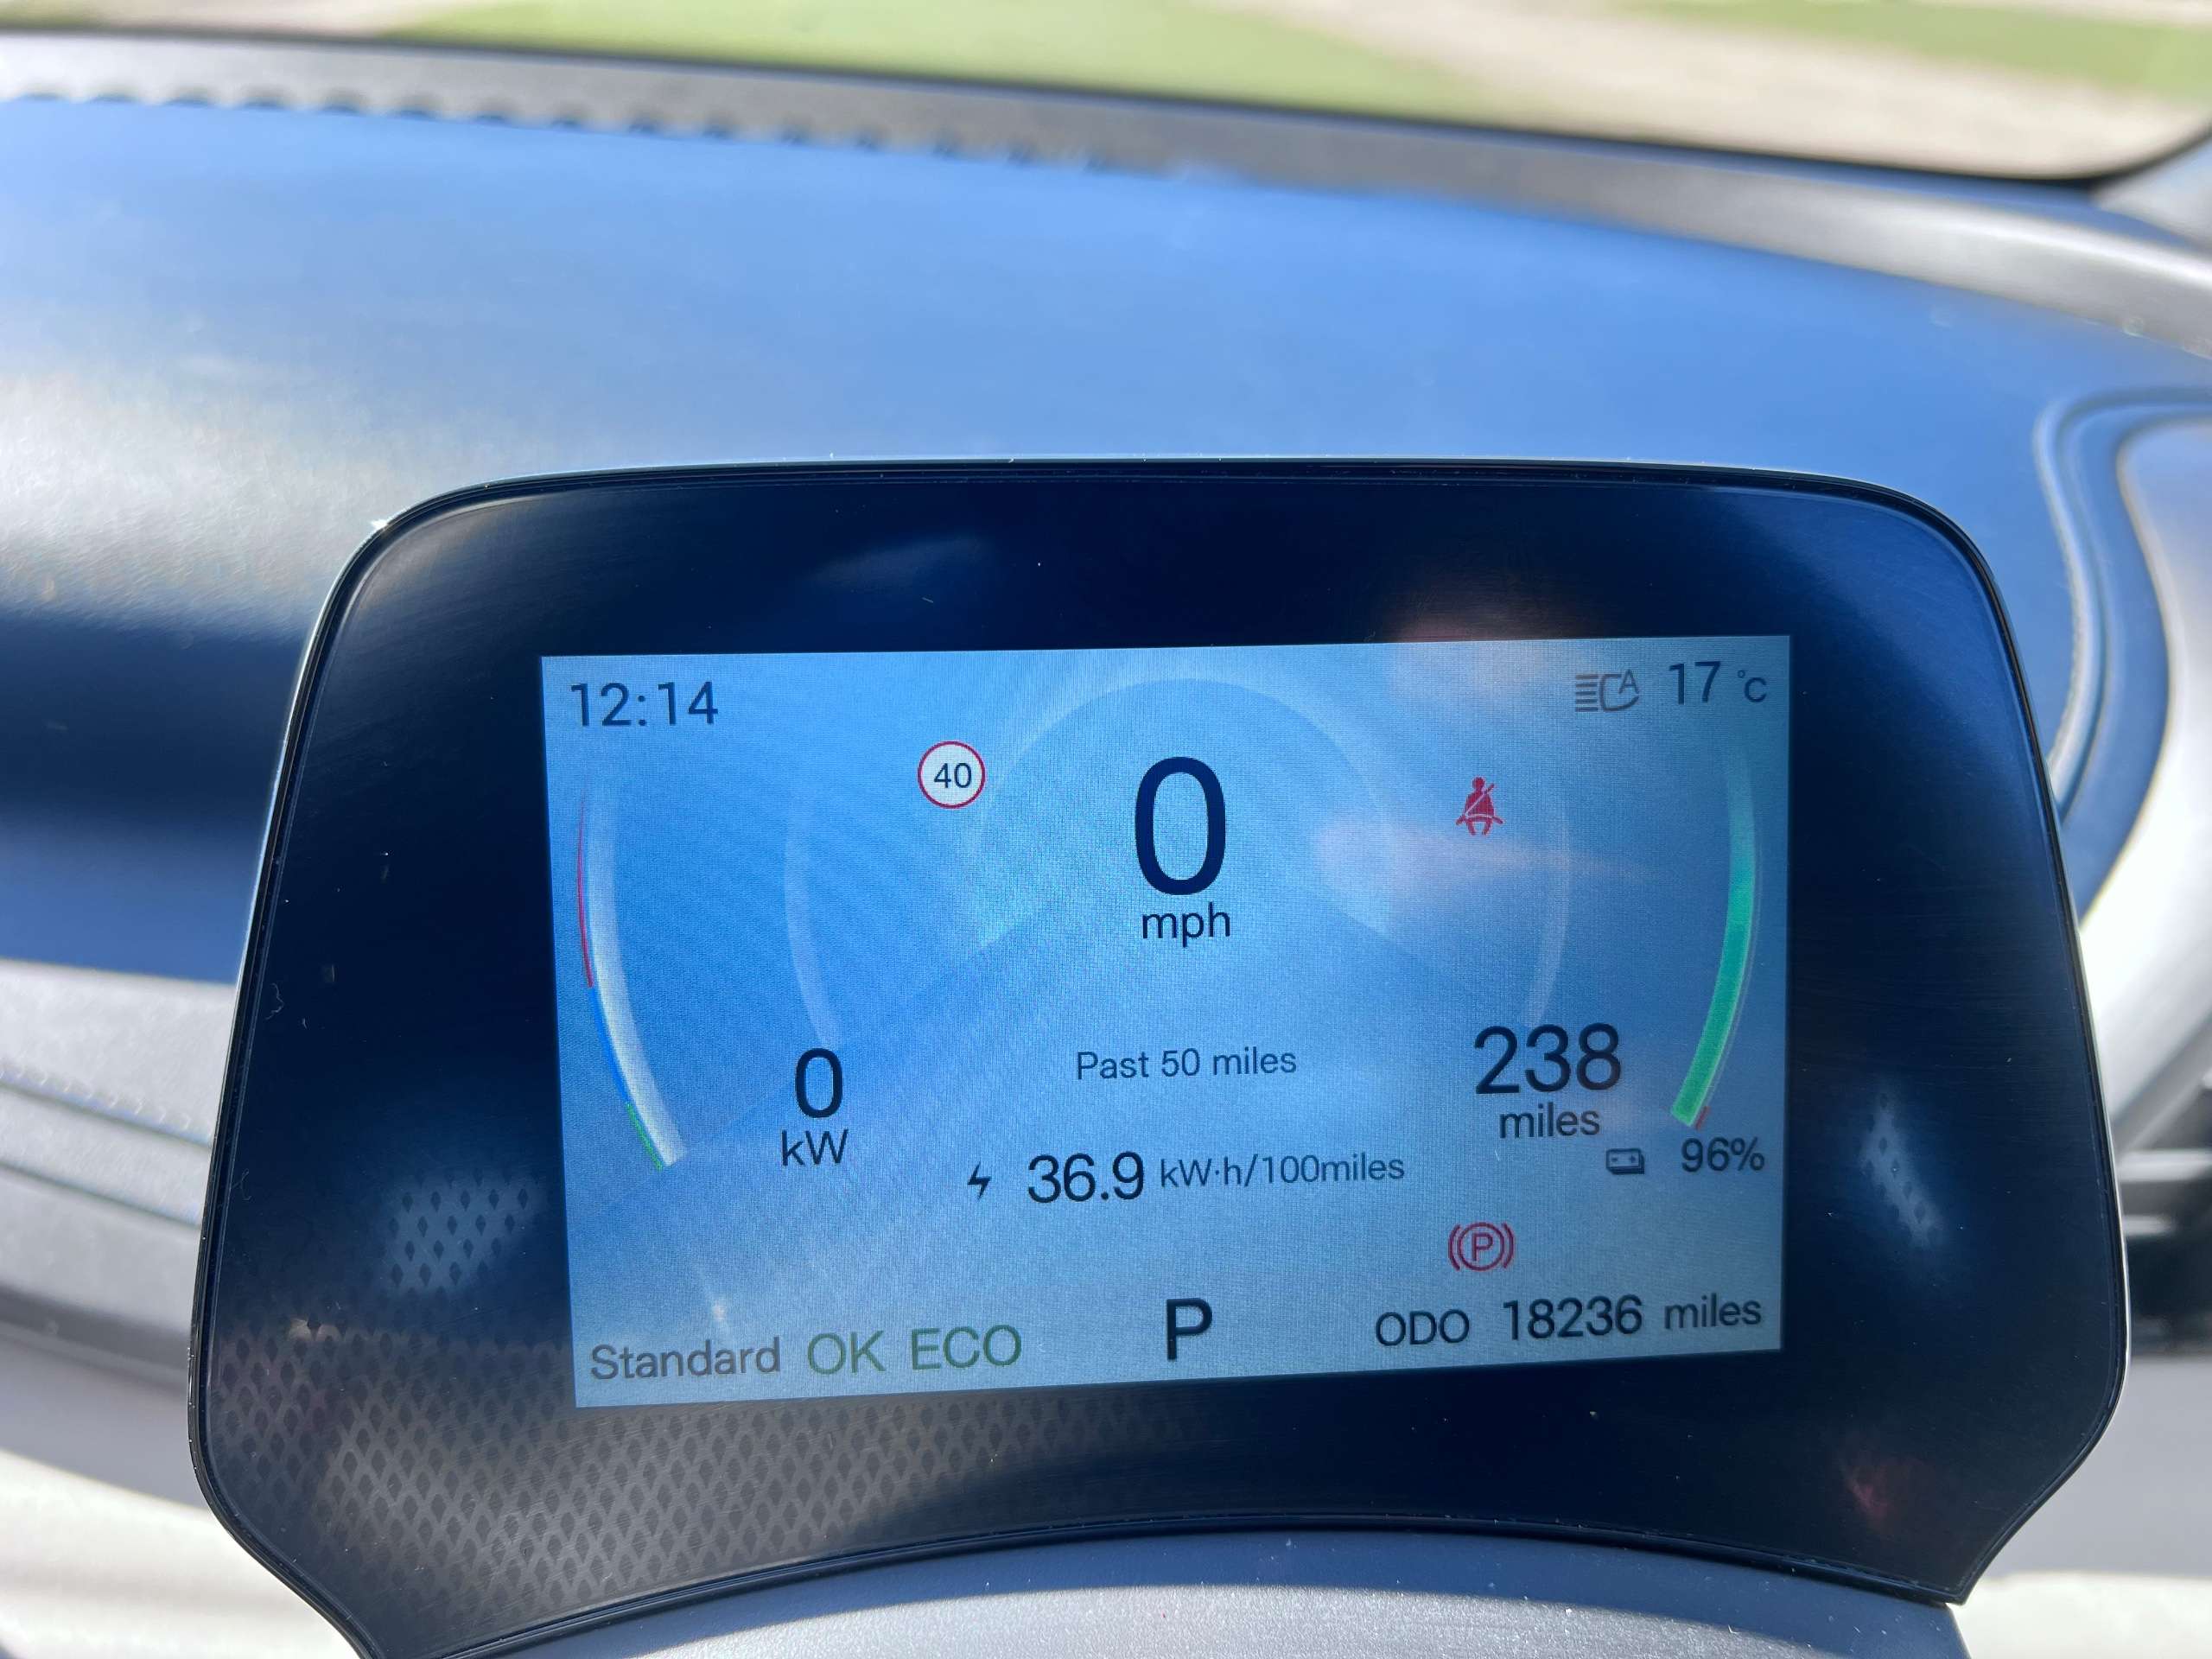 12:14
A 17 °C
40
0
mph
0
kW
Past 50 miles
238
miles
36.9 kW·h/100miles
96%
P
Standard OK ECO
P
ODO 18236 miles